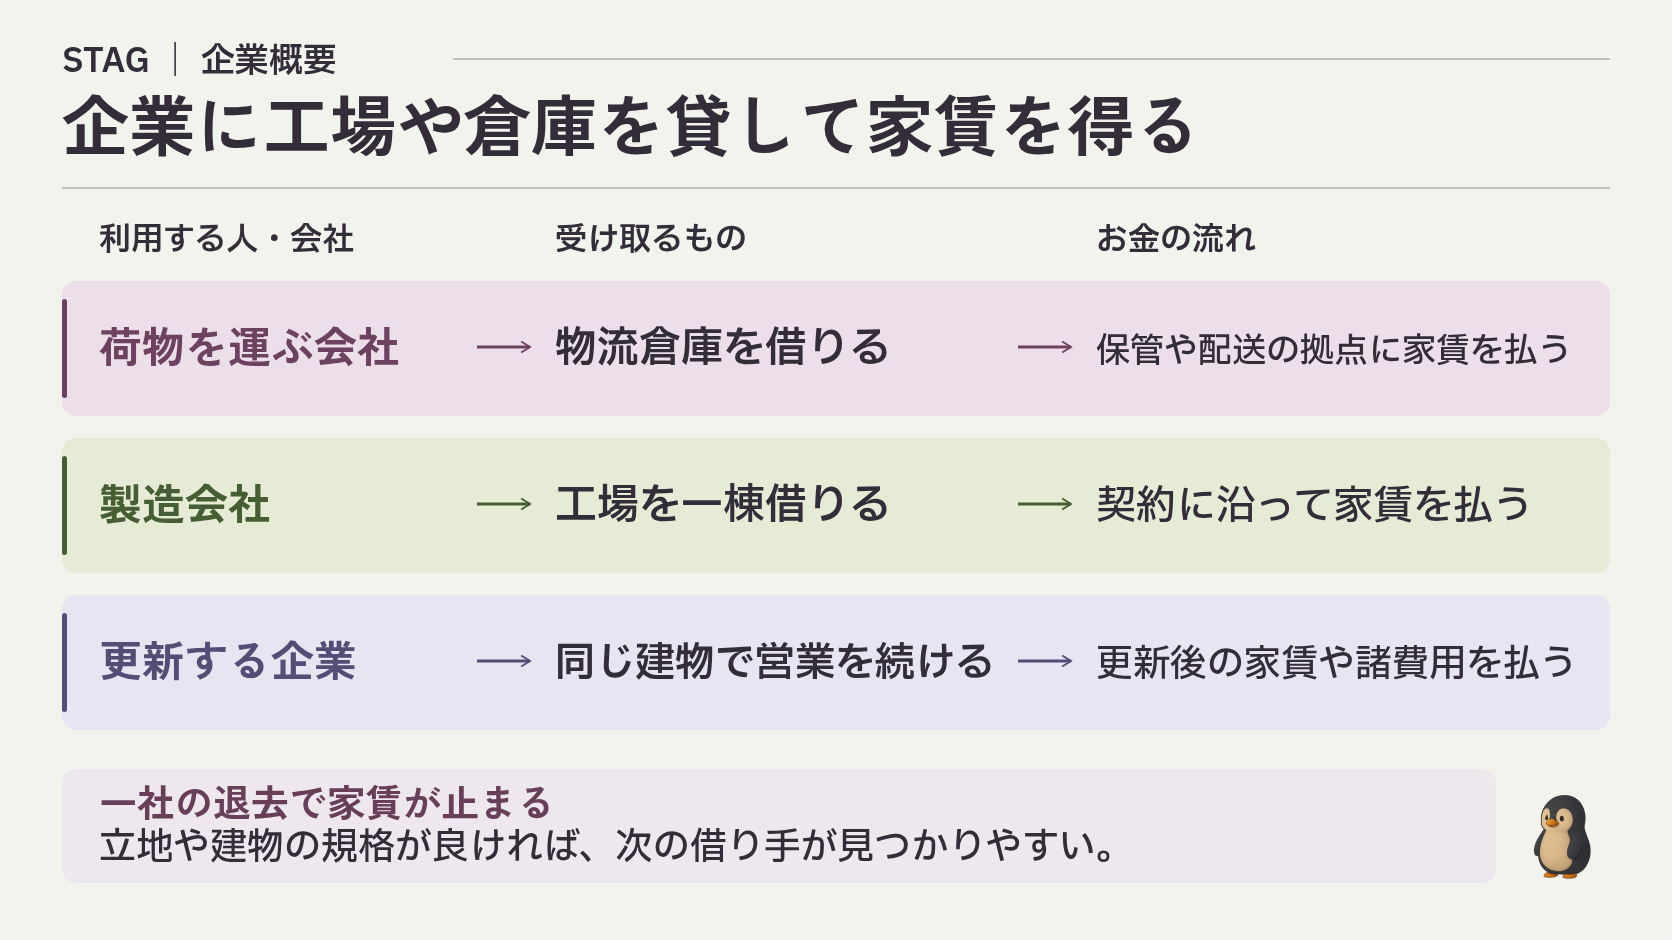 STAG｜企業概要
企業に工場や倉庫を貸して家賃を得る
利用する人・会社 受け取るもの お金の流れ
荷物を運ぶ会社 → 物流倉庫を借りる → 保管や配送の拠点に家賃を払う
製造会社 → 工場を一棟借りる → 契約に沿って家賃を払う
更新する企業 → 同じ建物で営業を続ける → 更新後の家賃や諸費用を払う
一社の退去で家賃が止まる
立地や建物の規格が良ければ、次の借り手が見つかりやすい。